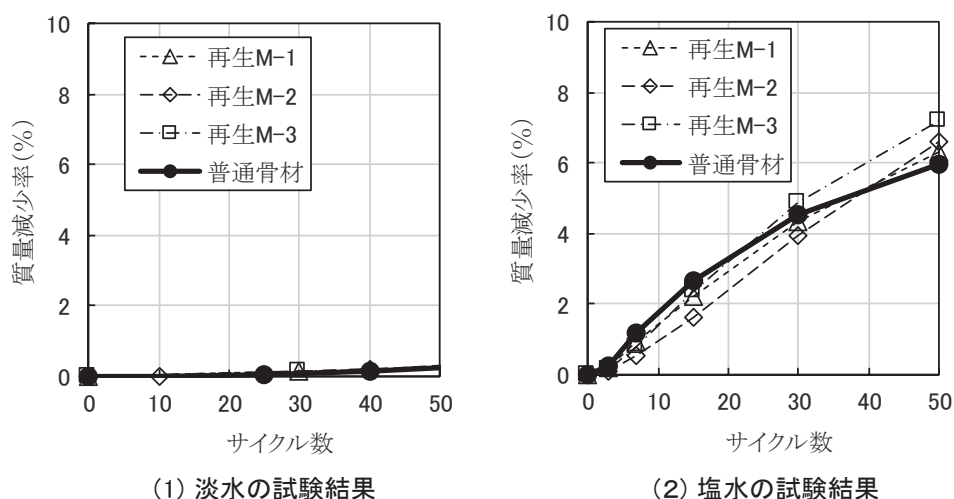 10
8
6
4
2
0
質量減少率(%)
再生M-1
再生M-2
再生M-3
普通骨材
0 10 20 30 40 50
サイクル数
(1) 淡水の試験結果
10
8
6
4
2
0
質量減少率(%)
再生M-1
再生M-2
再生M-3
普通骨材
0 10 20 30 40 50
サイクル数
(2) 塩水の試験結果